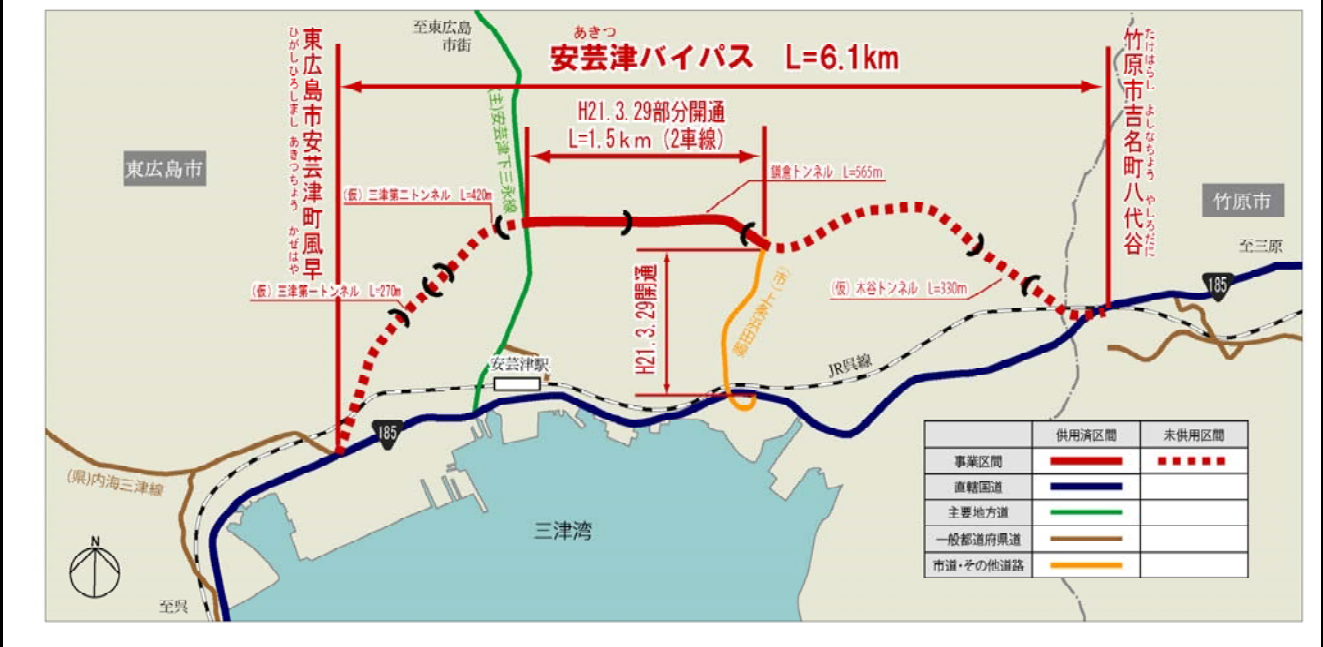 至東広島
市街
あきつ
安芸津バイパス L=6.1km
ひがしひろしまし あきつちょう かぜはや
東広島市安芸津町風早
たけはらし よしなちょう やしろだに
竹原市吉名町八代谷
H21.3.29部分開通
L=1.5km (2車線)
(主)安芸津下三永線
東広島市
竹原市
(仮) 三津第二トンネル L=420m
鎖倉トンネル L=565m
至三原
185
(仮) 三津第一トンネル L=270m
(仮) 木谷トンネル L=330m
H21.3.29開通
安芸津駅
JR呉線
185
(県)内海三津線
三津湾
N
至呉
供用済区間 未供用区間
事業区間
直轄国道
主要地方道
一般都道府県道
市道・その他道路